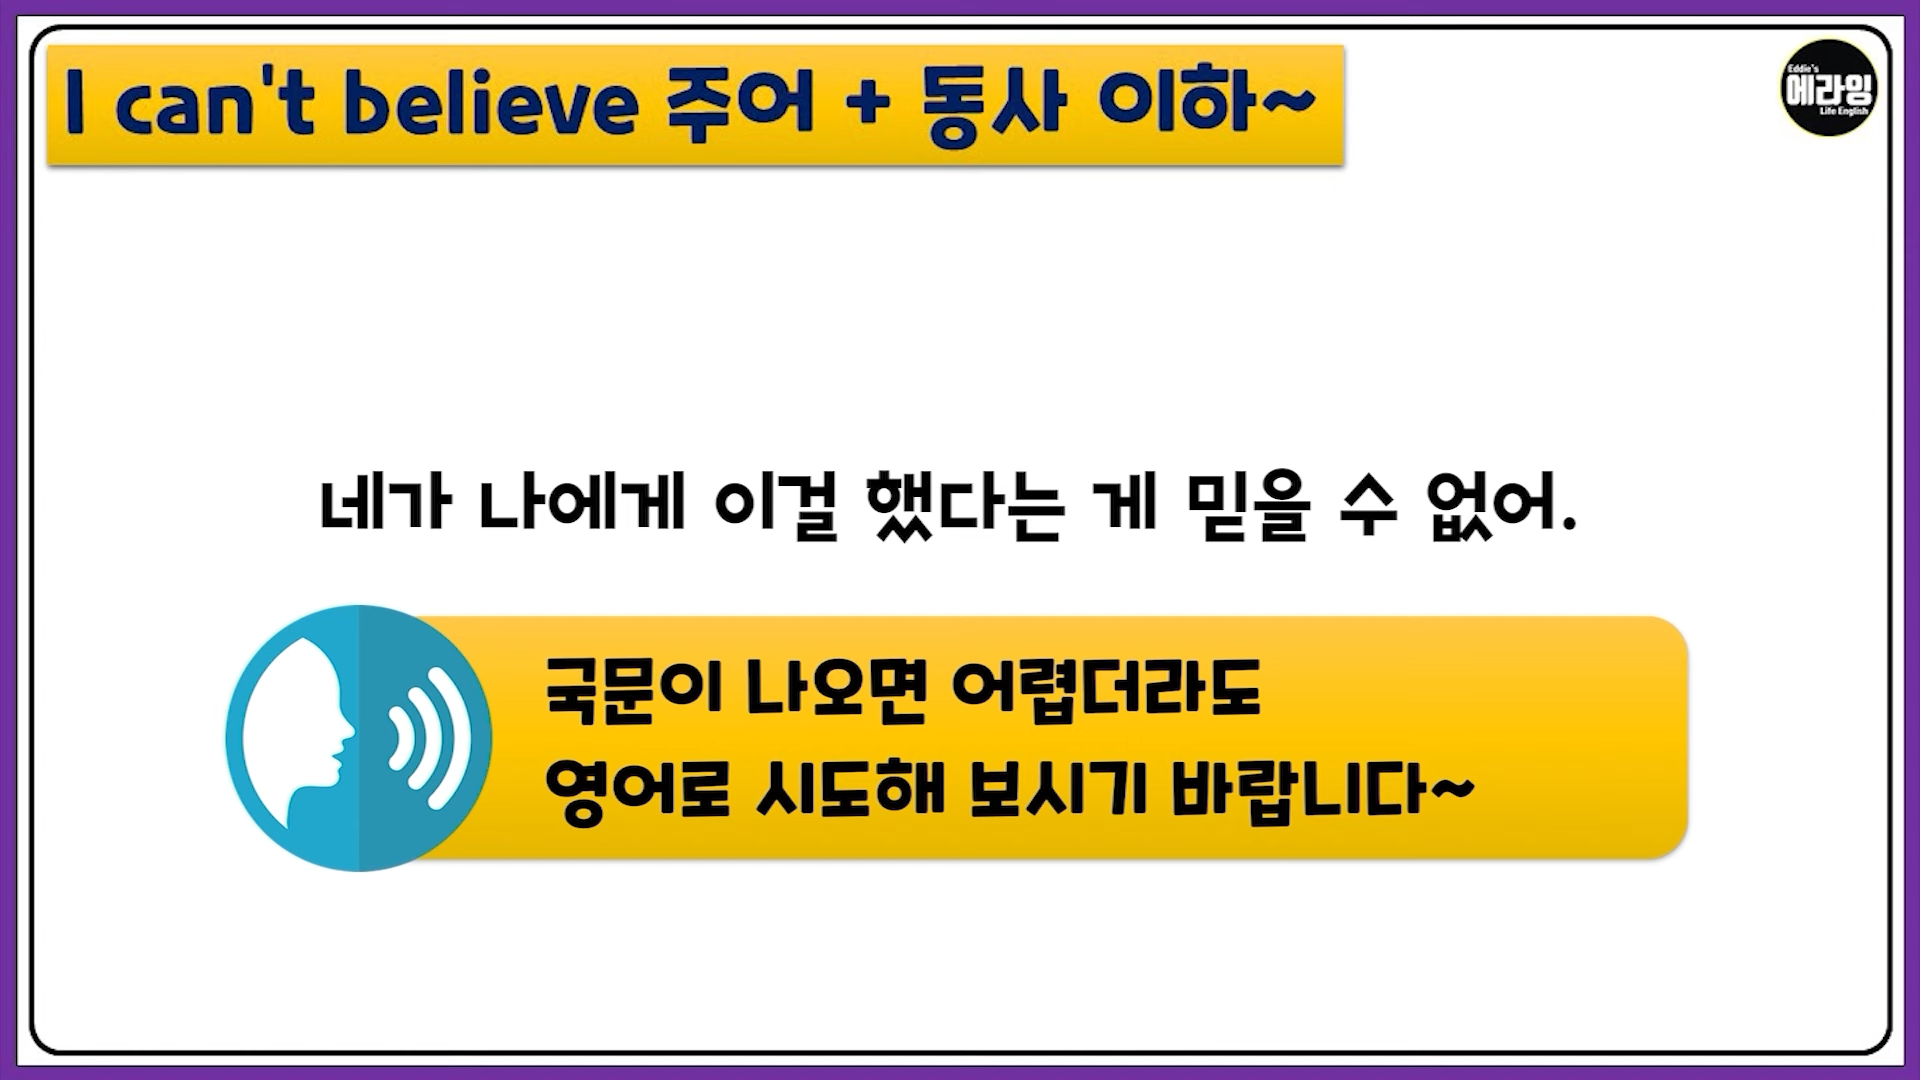 I can't believe 주어 + 동사 이하~
Eddie's
에라잉
Life English
네가 나에게 이걸 했다는 게 믿을 수 없어.
국문이 나오면 어렵더라도
영어로 시도해 보시기 바랍니다~